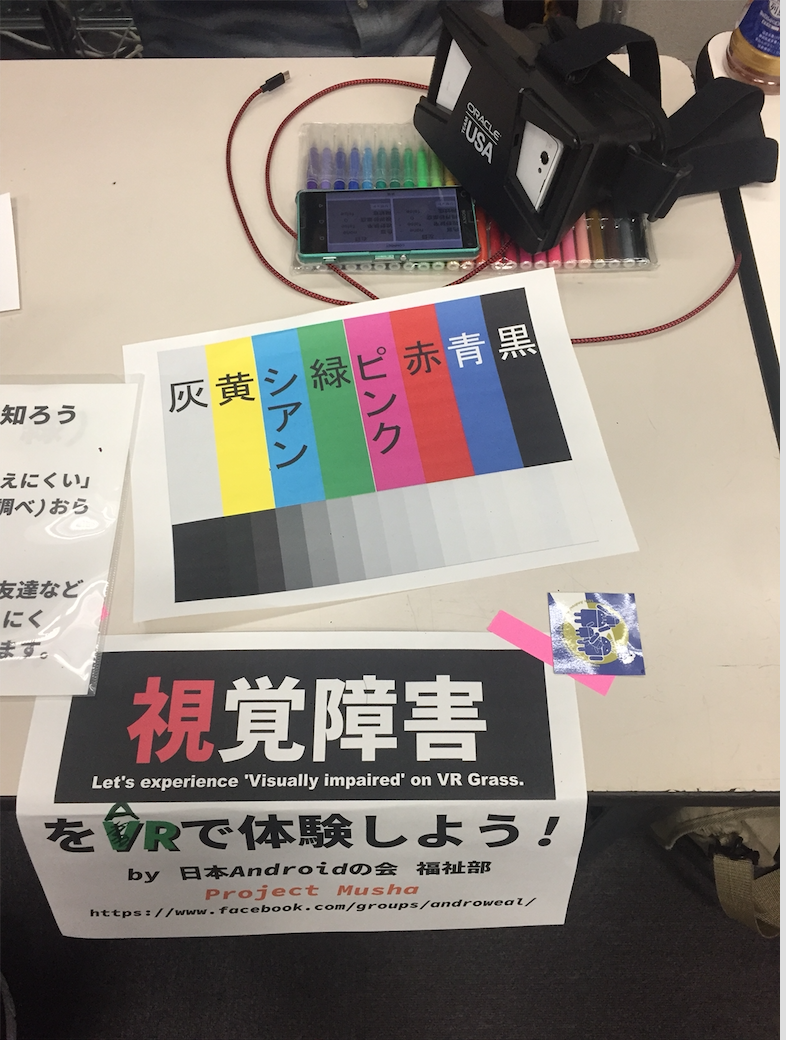 ORACLE
TEAM
USA
灰
黄
シアン
緑
ピンク
赤
青
黒
知ろう
えにくい」
調べ)おら
友達など
にく
ます。
視覚障害
Let's experience 'Visually impaired' on VR Grass.
を A VRで体験しよう!
by 日本Androidの会 福祉部
Project Musha
https://www.facebook.com/groups/androweal/